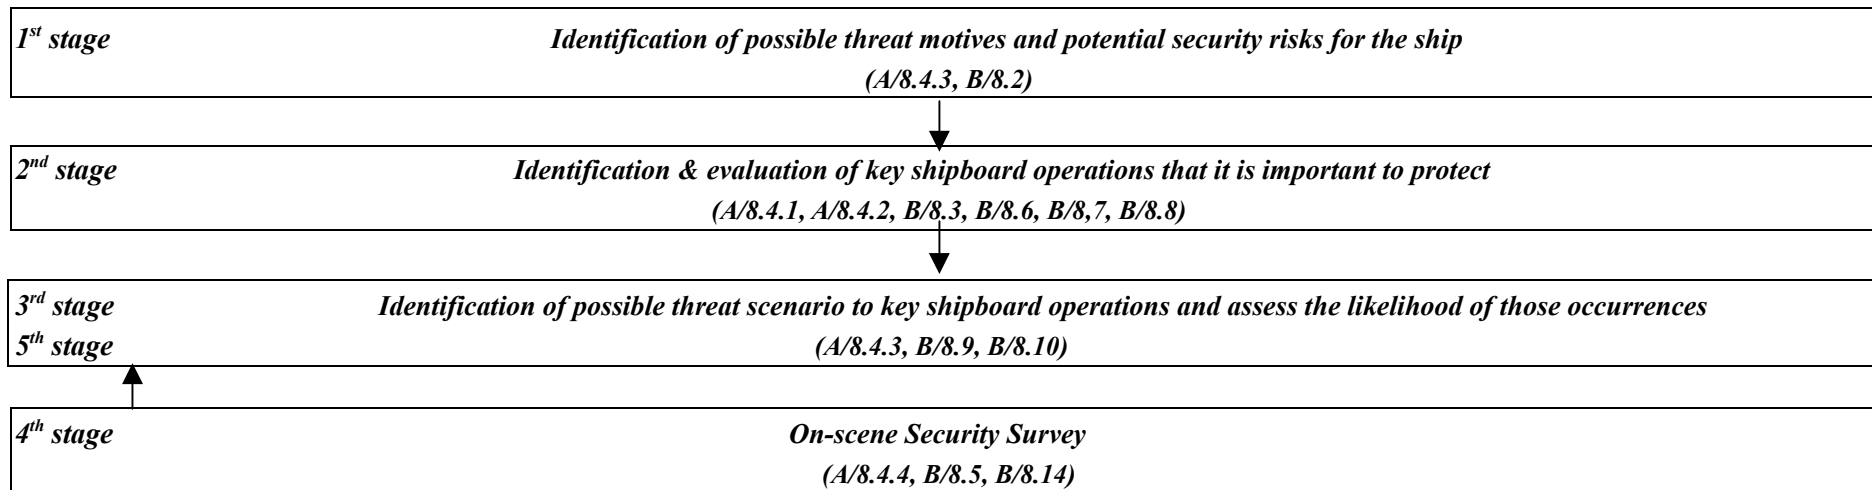 1st stage Identification of possible threat motives and potential security risks for the ship
(A/8.4.3, B/8.2)
2nd stage Identification & evaluation of key shipboard operations that it is important to protect
(A/8.4.1, A/8.4.2, B/8.3, B/8.6, B/8,7, B/8.8)
3rd stage Identification of possible threat scenario to key shipboard operations and assess the likelihood of those occurrences
5th stage (A/8.4.3, B/8.9, B/8.10)
4th stage On-scene Security Survey
(A/8.4.4, B/8.5, B/8.14)